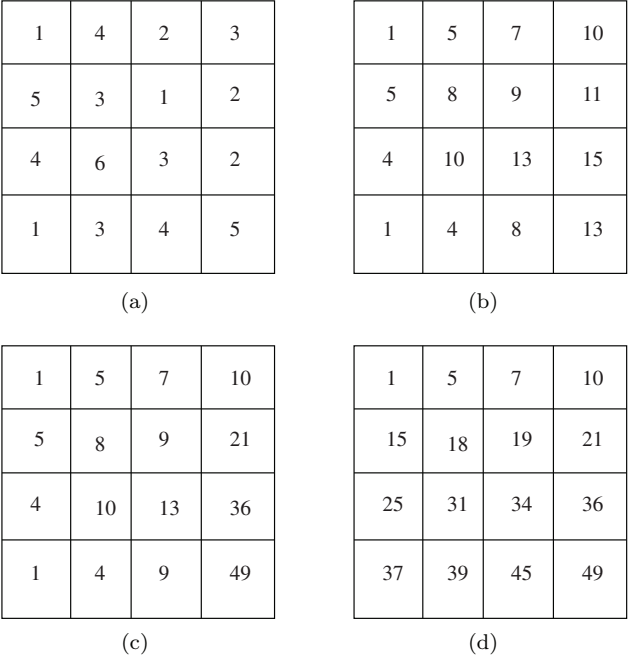 1 4 2 3
5 3 1 2
4 6 3 2
1 3 4 5
(a)
1 5 7 10
5 8 9 11
4 10 13 15
1 4 8 13
(b)
1 5 7 10
5 8 9 21
4 10 13 36
1 4 9 49
(c)
1 5 7 10
15 18 19 21
25 31 34 36
37 39 45 49
(d)